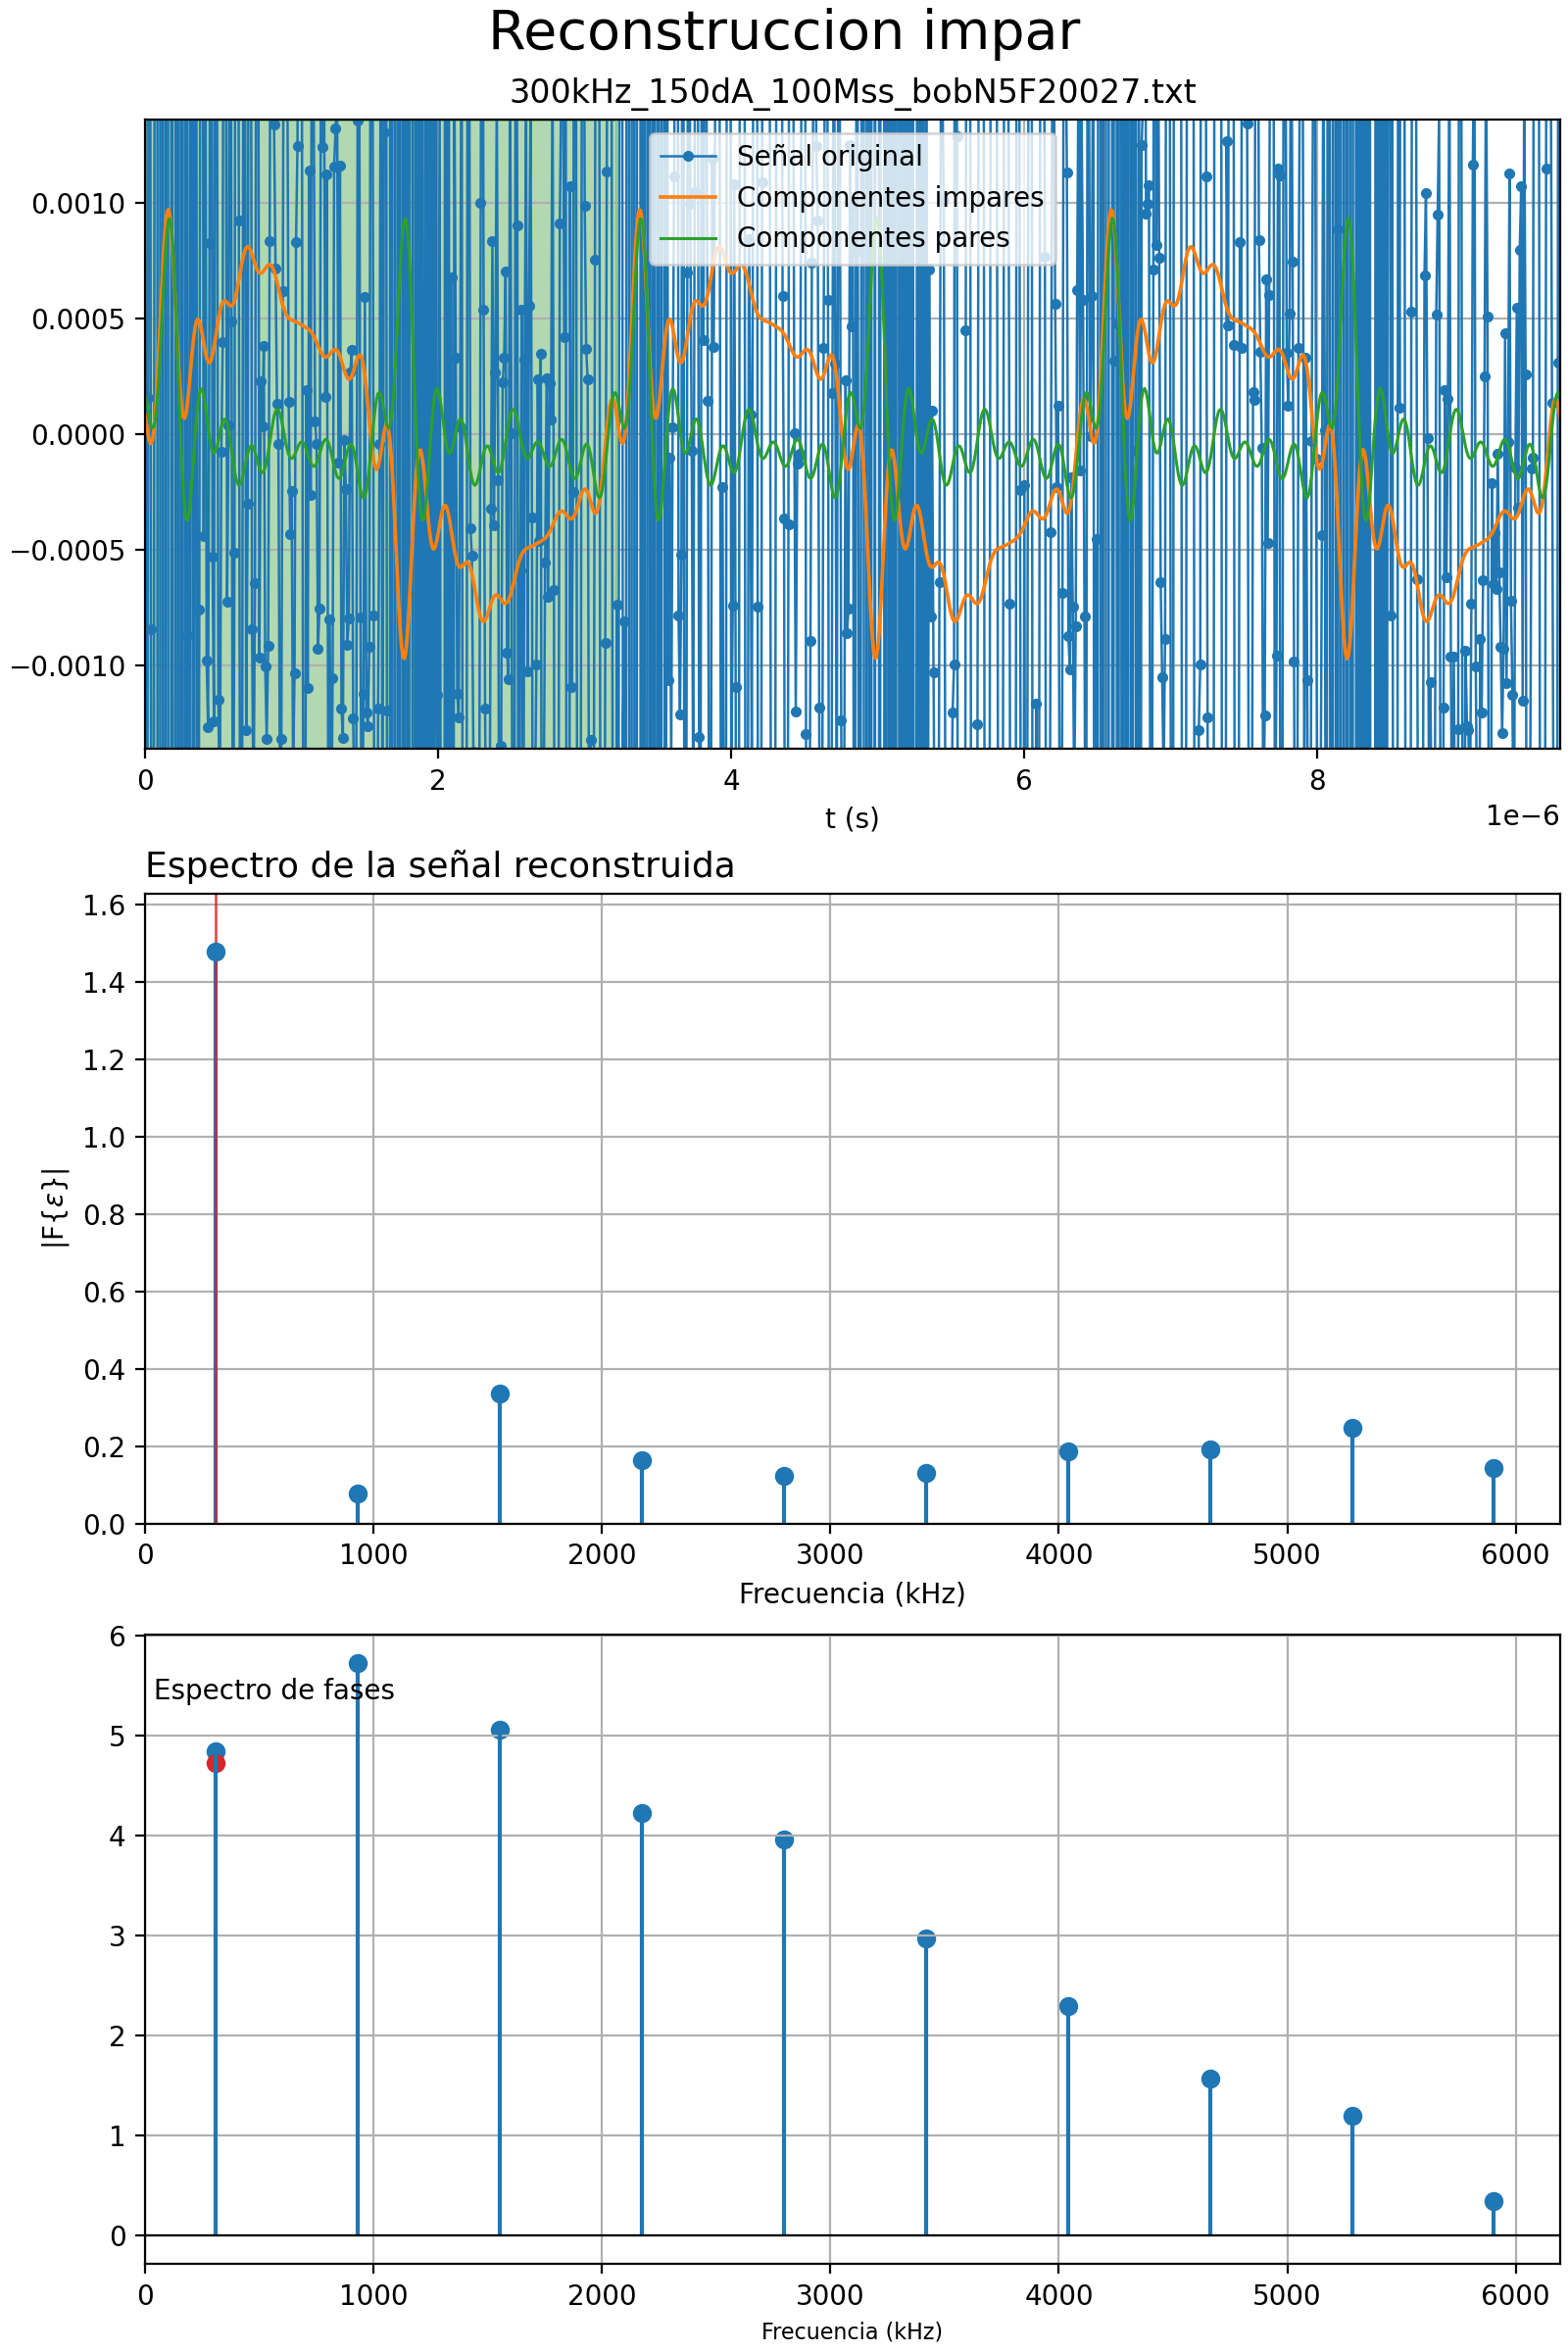 Reconstruccion impar
300kHz_150dA_100Mss_bobN5F20027.txt
Señal original
Componentes impares
Componentes pares
0.0010
0.0005
0.0000
−0.0005
−0.0010
0 2 4 6 8
t (s)
1e−6
Espectro de la señal reconstruida
1.6
1.4
1.2
1.0
0.8
0.6
0.4
0.2
0.0
|F{ε}|
0 1000 2000 3000 4000 5000 6000
Frecuencia (kHz)
Espectro de fases
6
5
4
3
2
1
0
0 1000 2000 3000 4000 5000 6000
Frecuencia (kHz)